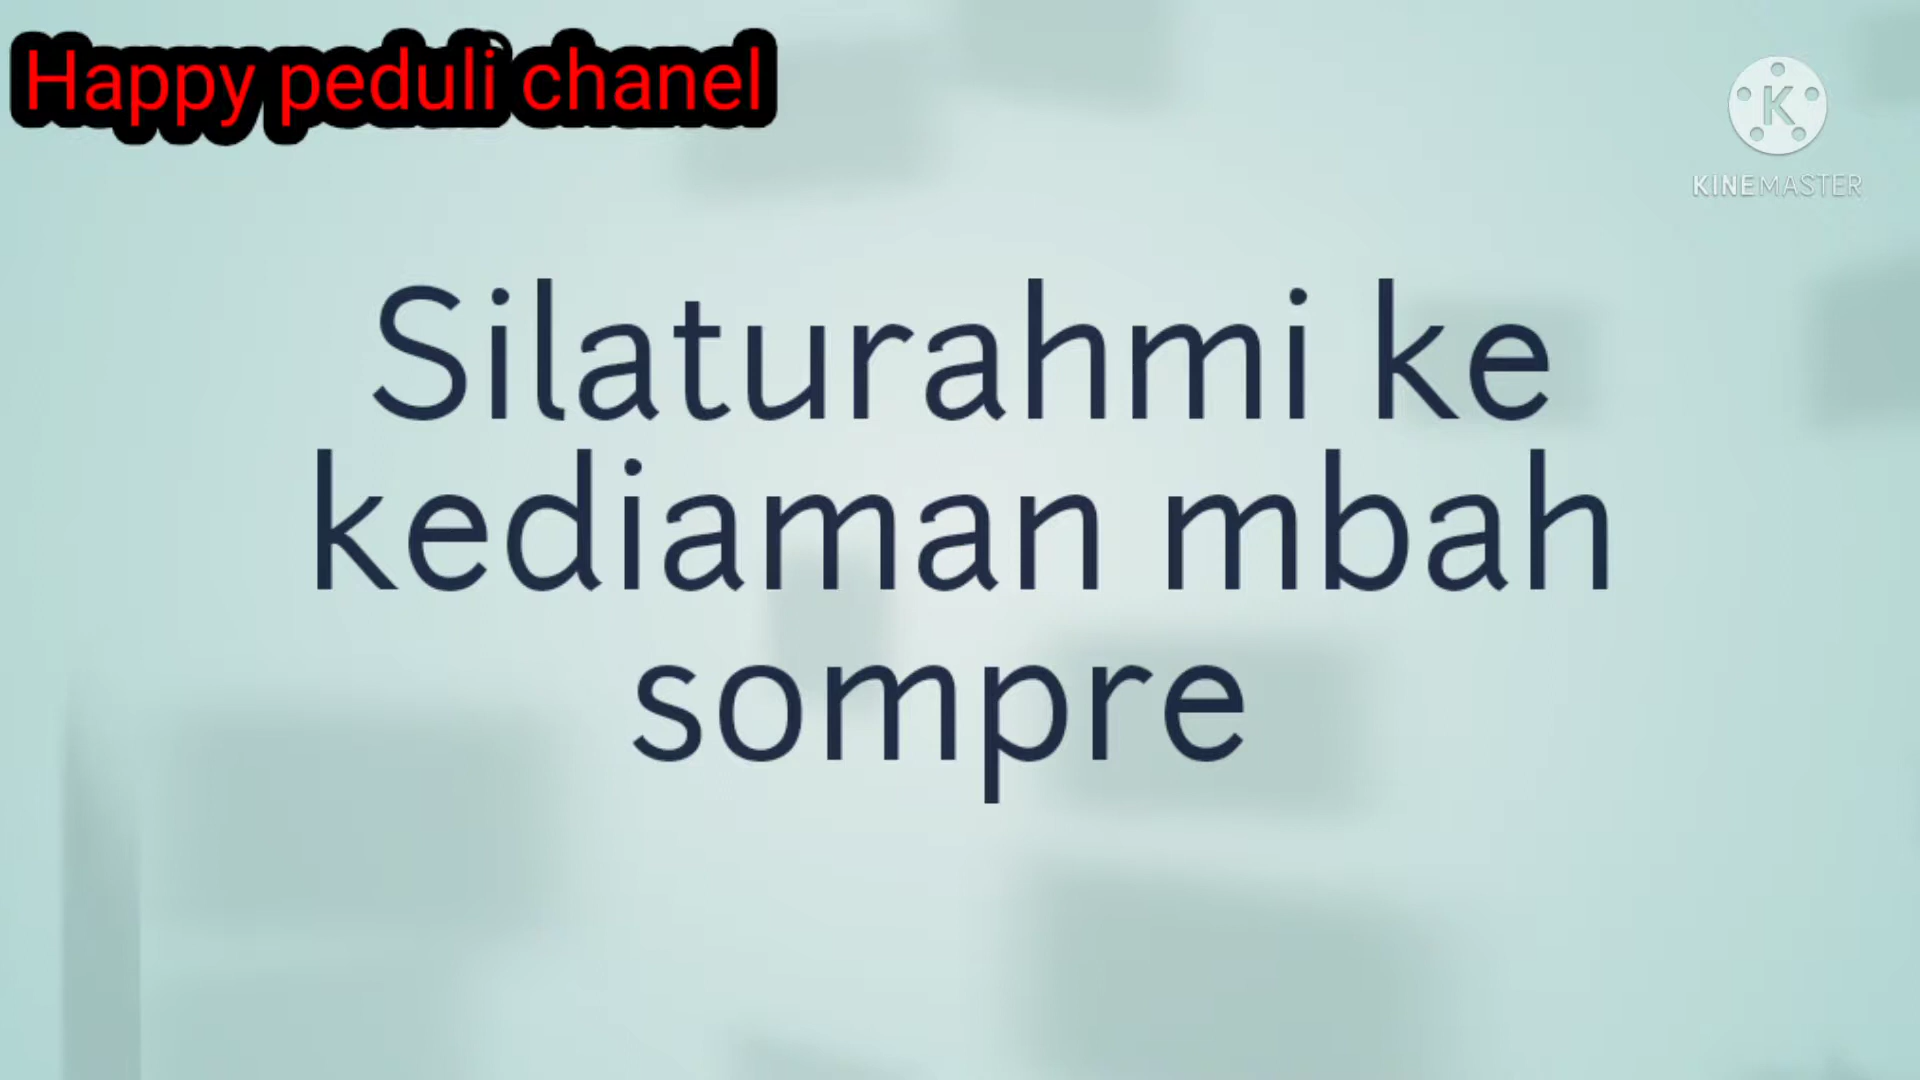 Happy peduli chanel
KINEMASTER
Silaturahmi ke
kediaman mbah
sompre